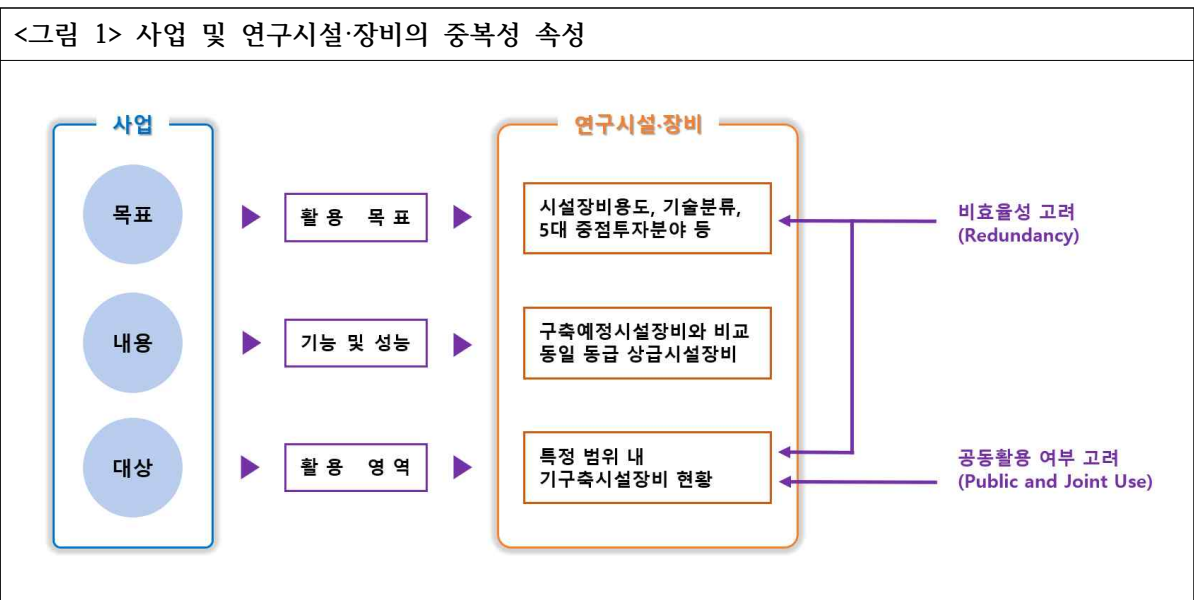 <그림 1> 사업 및 연구시설·장비의 중복성 속성
사업
연구시설·장비
목표
활용 목표
시설장비용도, 기술분류,
5대 중점투자분야 등
비효율성 고려
(Redundancy)
내용
기능 및 성능
구축예정시설장비와 비교
동일 동급 상급시설장비
대상
활용 영역
특정 범위 내
기구축시설장비 현황
공동활용 여부 고려
(Public and Joint Use)